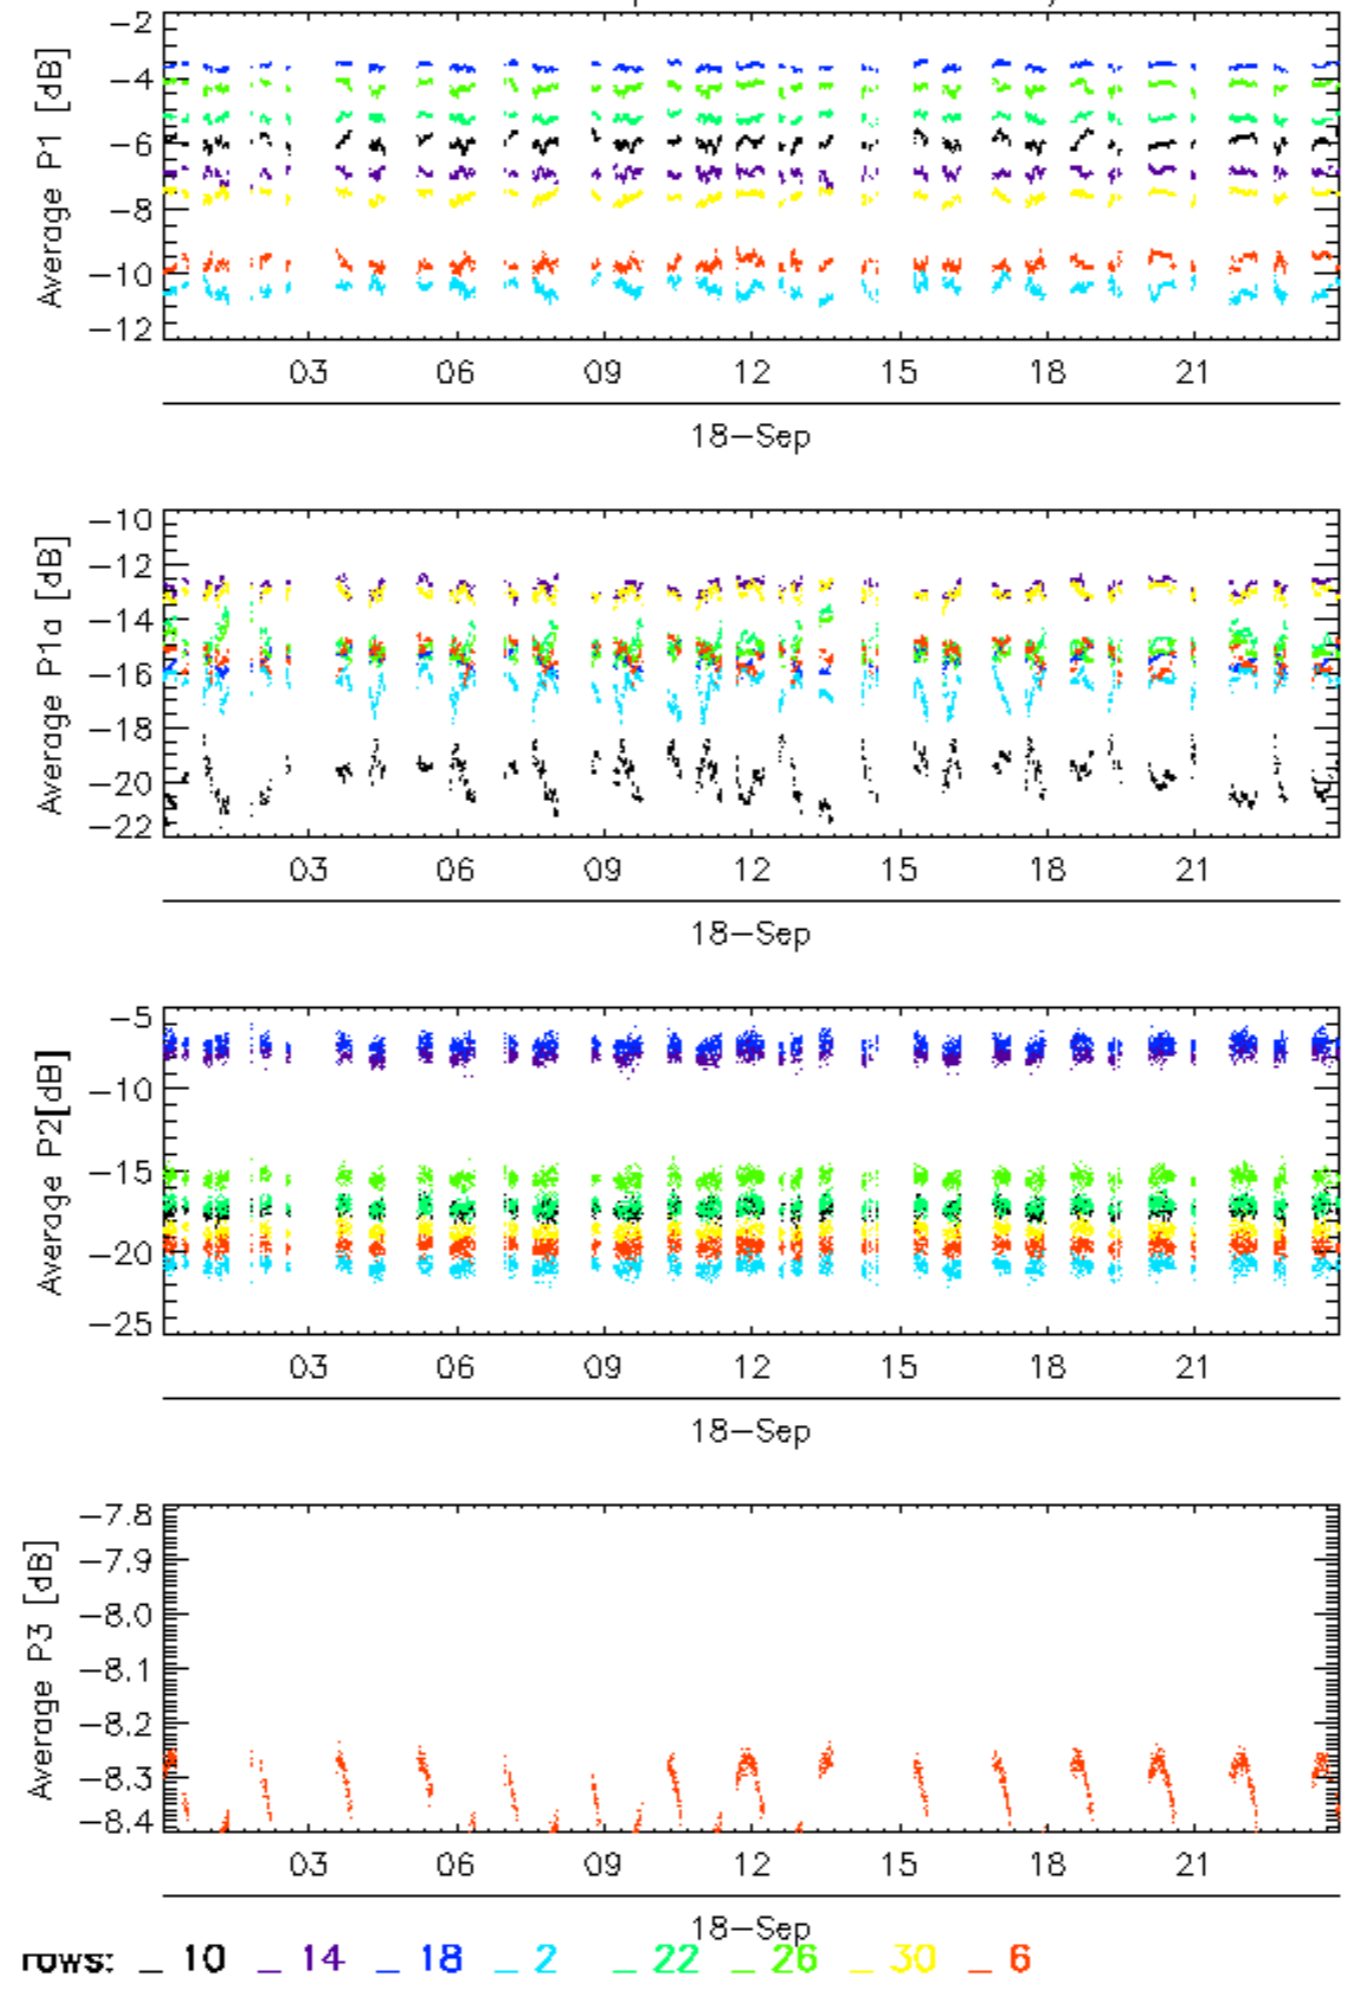 Average P1 [dB]
−2
−4
−6
−8
−10
−12
03 06 09 12 15 18 21
18−Sep
Average P1a [dB]
−10
−12
−14
−16
−18
−20
−22
03 06 09 12 15 18 21
18−Sep
Average P2[dB]
−5
−10
−15
−20
−25
03 06 09 12 15 18 21
18−Sep
Average P3 [dB]
−7.8
−7.9
−8.0
−8.1
−8.2
−8.3
−8.4
03 06 09 12 15 18 21
18−Sep
rows: _ 10 _ 14 _ 18 _ 2 _ 22 _ 26 _ 30 _ 6